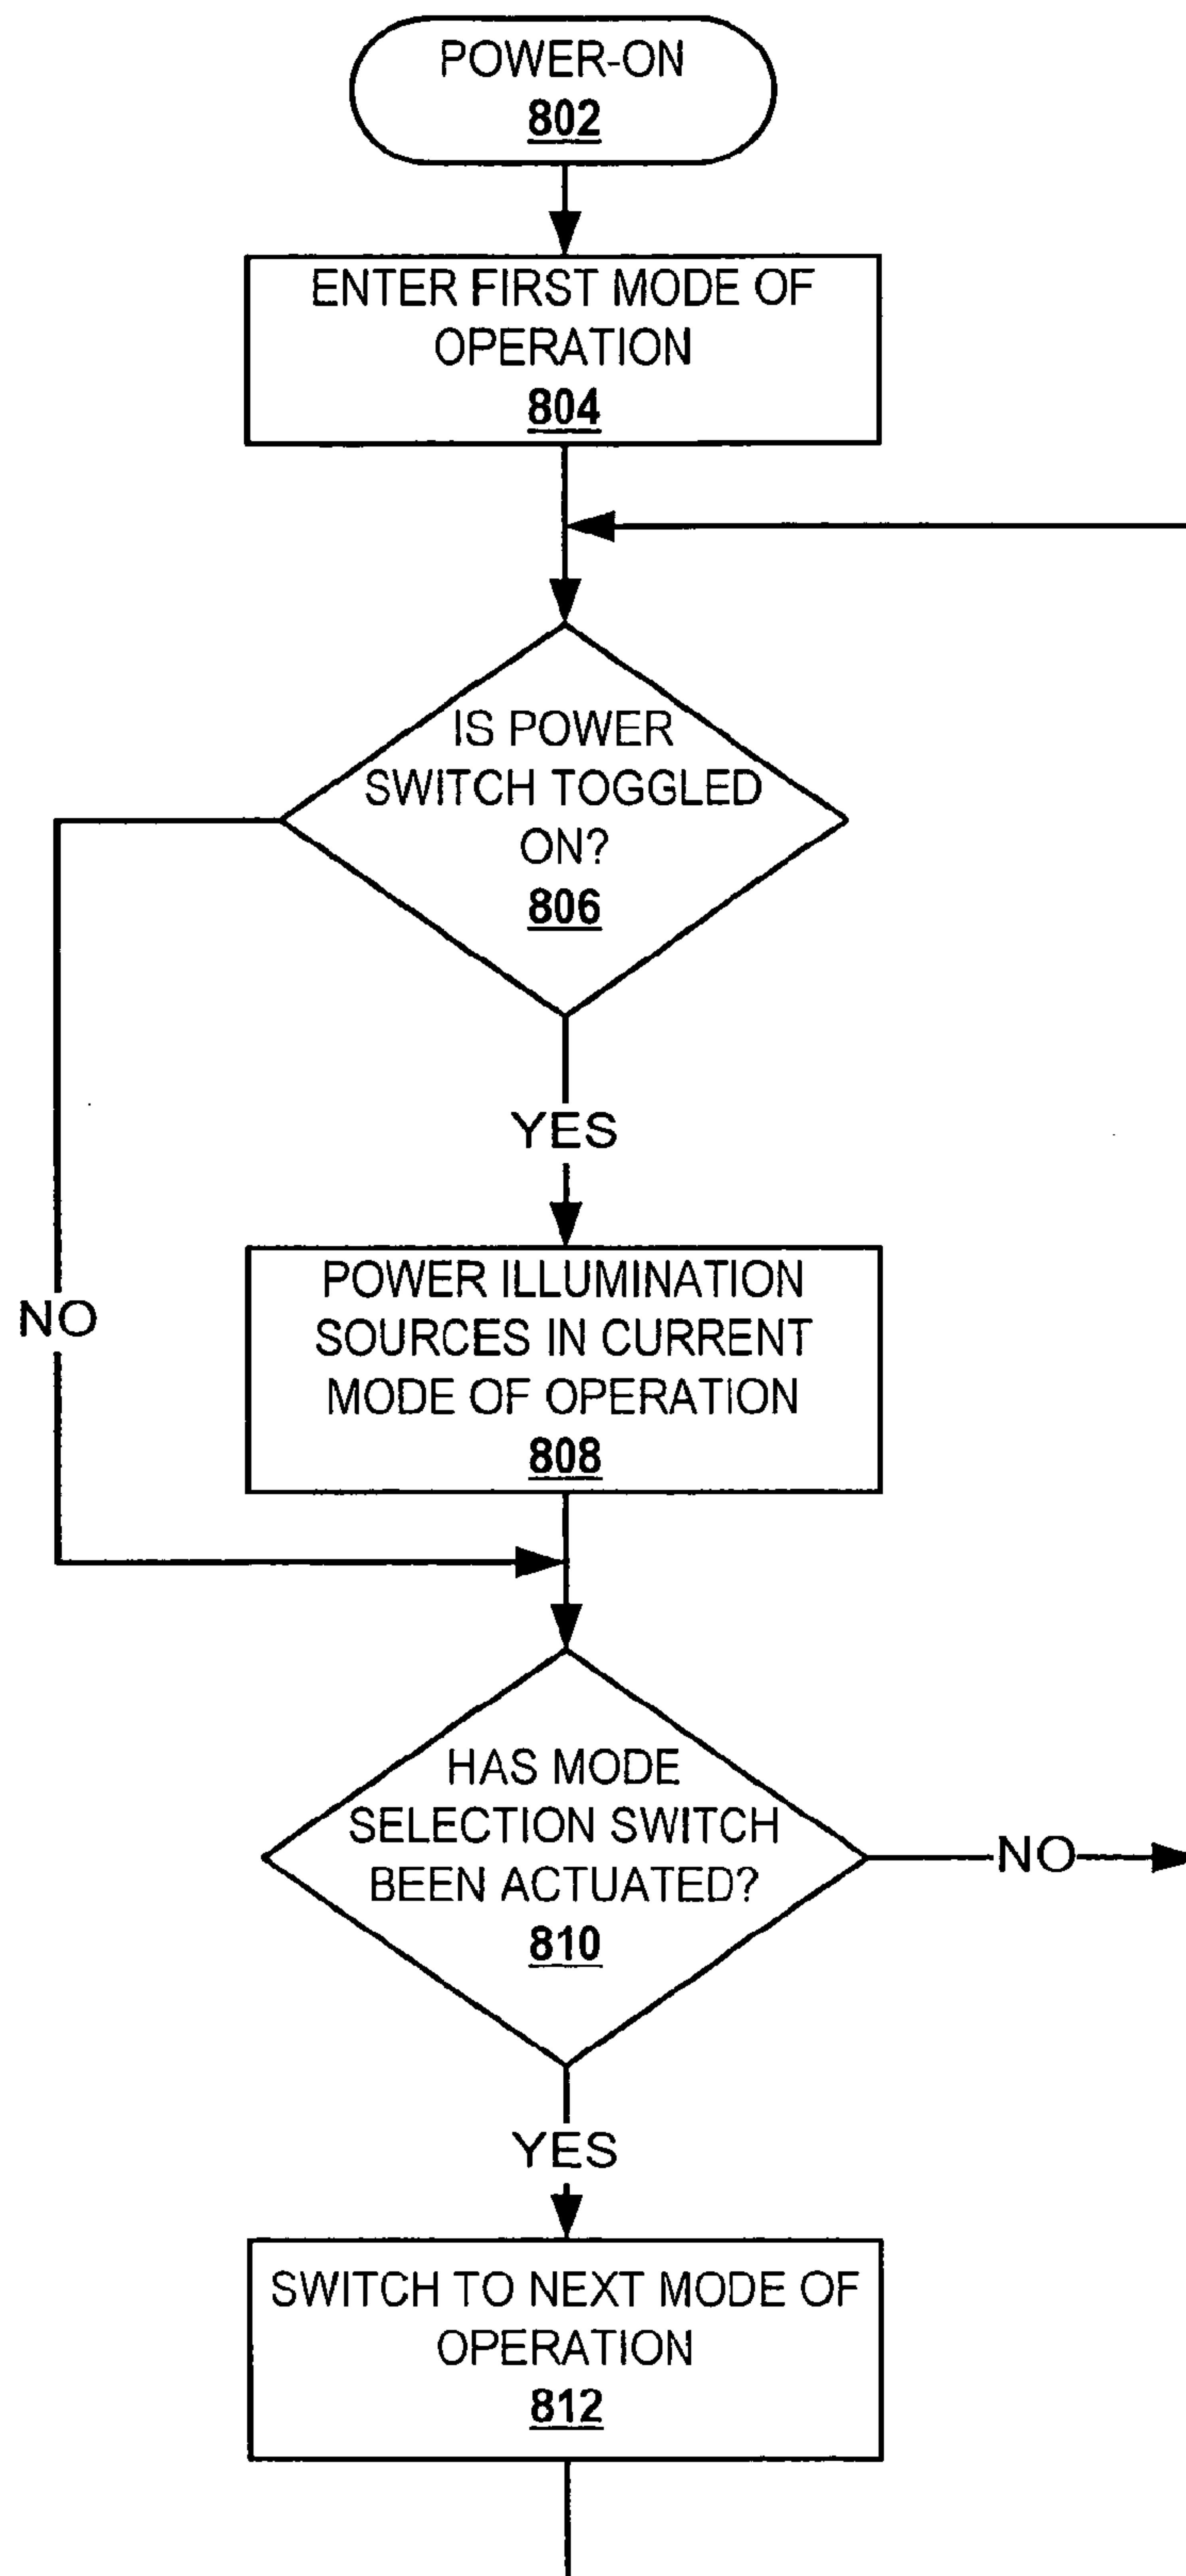 POWER-ON
802
ENTER FIRST MODE OF
OPERATION
804
IS POWER
SWITCH TOGGLED
ON?
806
YES
NO
POWER ILLUMINATION
SOURCES IN CURRENT
MODE OF OPERATION
808
HAS MODE
SELECTION SWITCH
BEEN ACTUATED?
810
NO
YES
SWITCH TO NEXT MODE OF
OPERATION
812